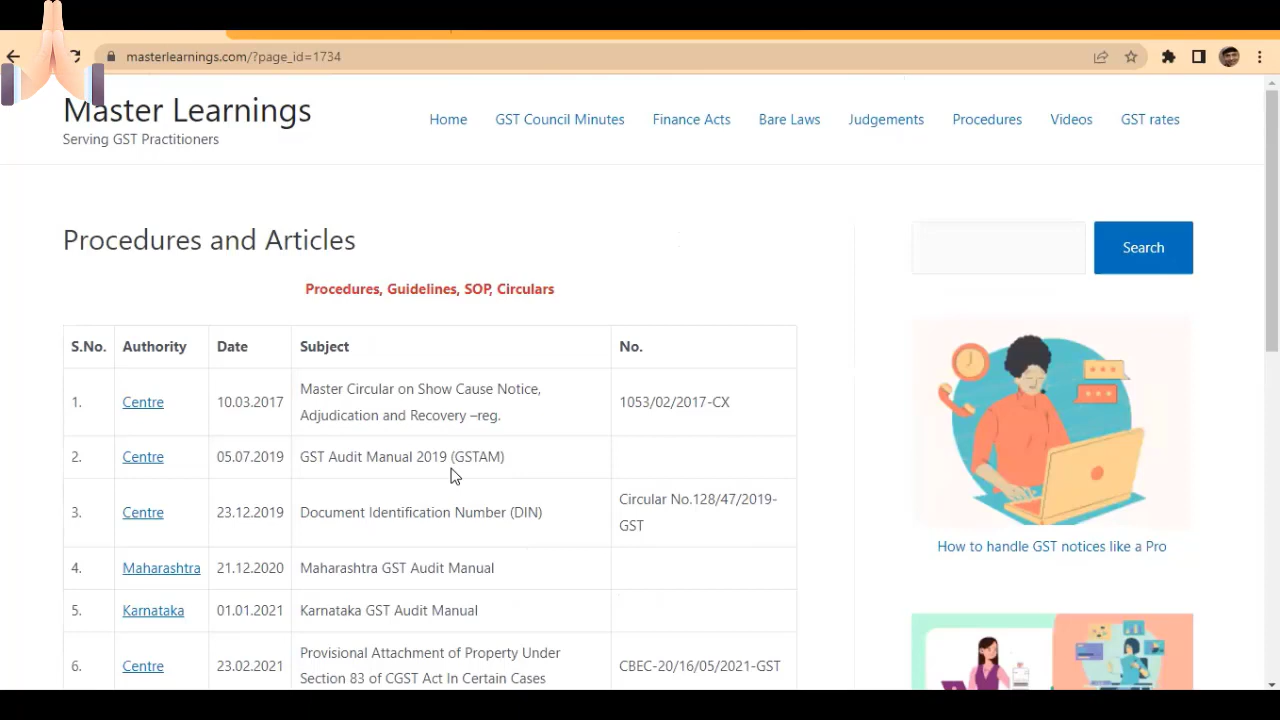 masterlearnings.com/?page_id=1734
Master Learnings
Serving GST Practitioners
Home GST Council Minutes Finance Acts Bare Laws Judgements Procedures Videos GST rates
Procedures and Articles
Search
Procedures, Guidelines, SOP, Circulars
S.No. Authority Date Subject No.
1. Centre 10.03.2017 Master Circular on Show Cause Notice, 1053/02/2017-CX
Adjudication and Recovery –reg.
2. Centre 05.07.2019 GST Audit Manual 2019 (GSTAM)
3. Centre 23.12.2019 Document Identification Number (DIN) Circular No.128/47/2019-
GST
How to handle GST notices like a Pro
4. Maharashtra 21.12.2020 Maharashtra GST Audit Manual
5. Karnataka 01.01.2021 Karnataka GST Audit Manual
6. Centre 23.02.2021 Provisional Attachment of Property Under CBEC-20/16/05/2021-GST
Section 83 of CGST Act In Certain Cases